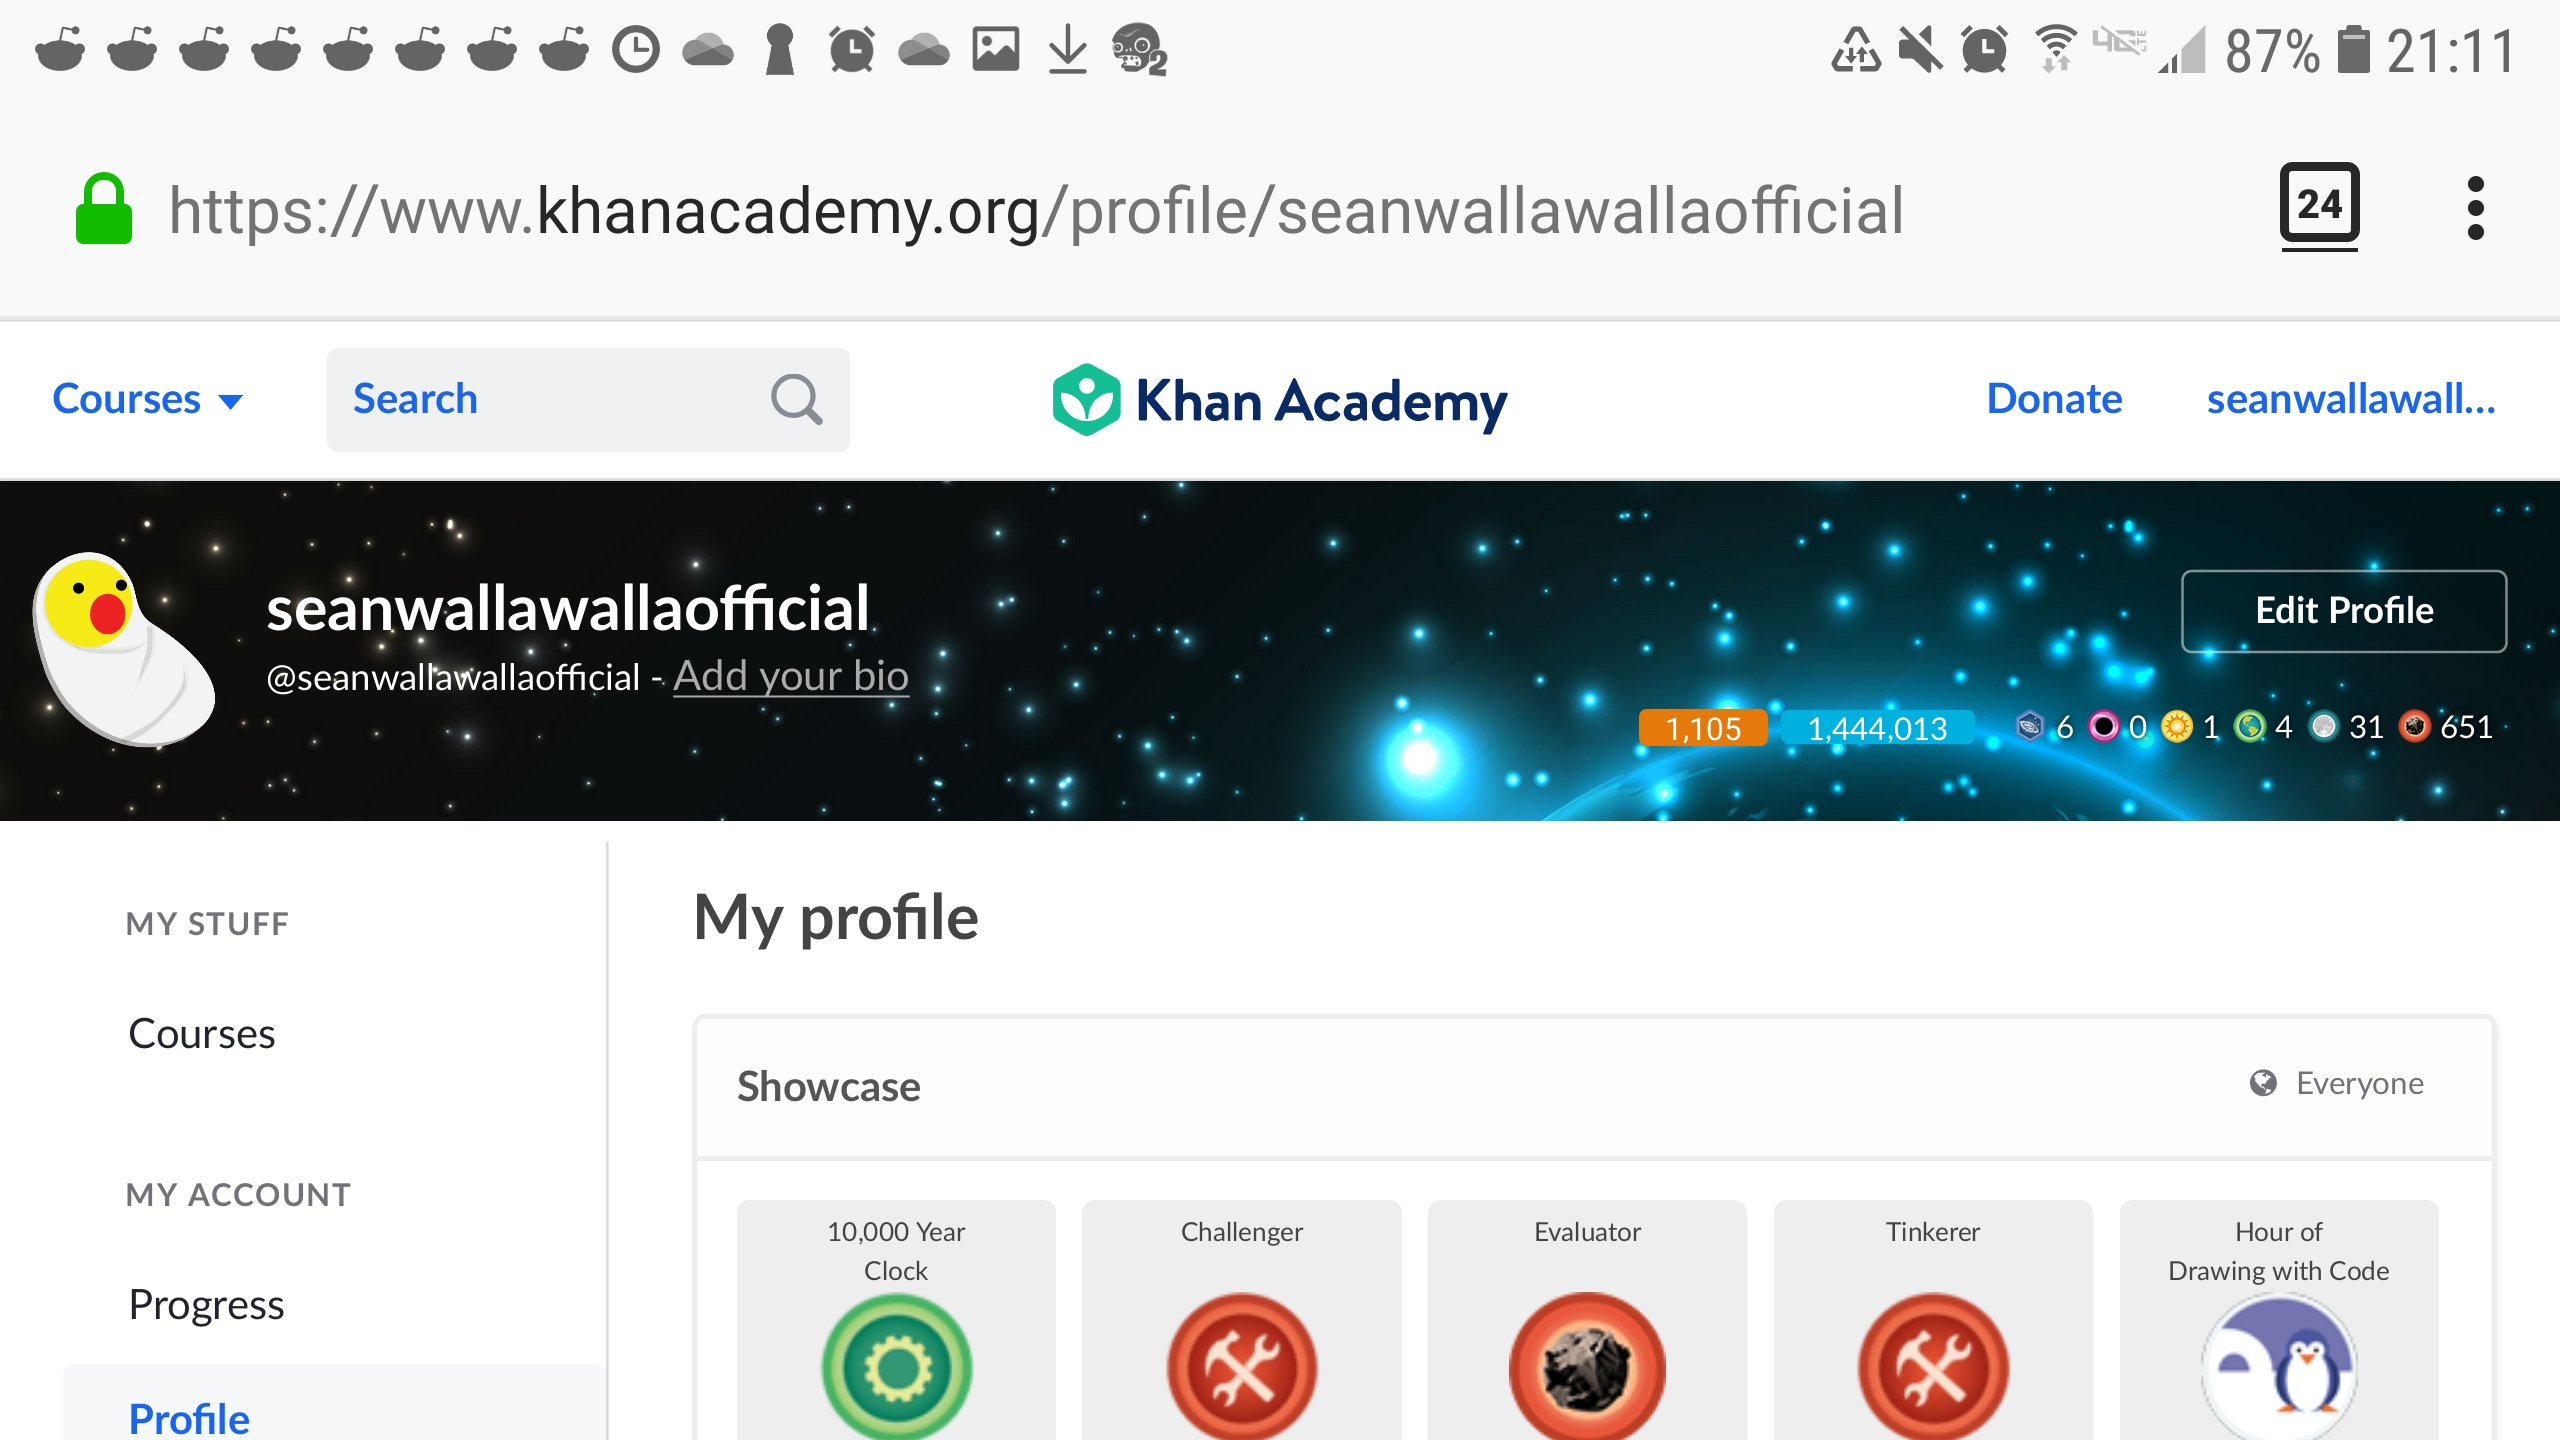 87% 21:11
https://www.khanacademy.org/profile/seanwallawallaofficial
24
Courses
Search
Khan Academy
Donate
seanwallawall...
seanwallawallaofficial
@seanwallawallaofficial - Add your bio
Edit Profile
1,105 1,444,013 6 0 1 4 31 651
MY STUFF
Courses
MY ACCOUNT
Progress
Profile
My profile
Showcase
Everyone
10,000 Year
Clock
Challenger
Evaluator
Tinkerer
Hour of
Drawing with Code